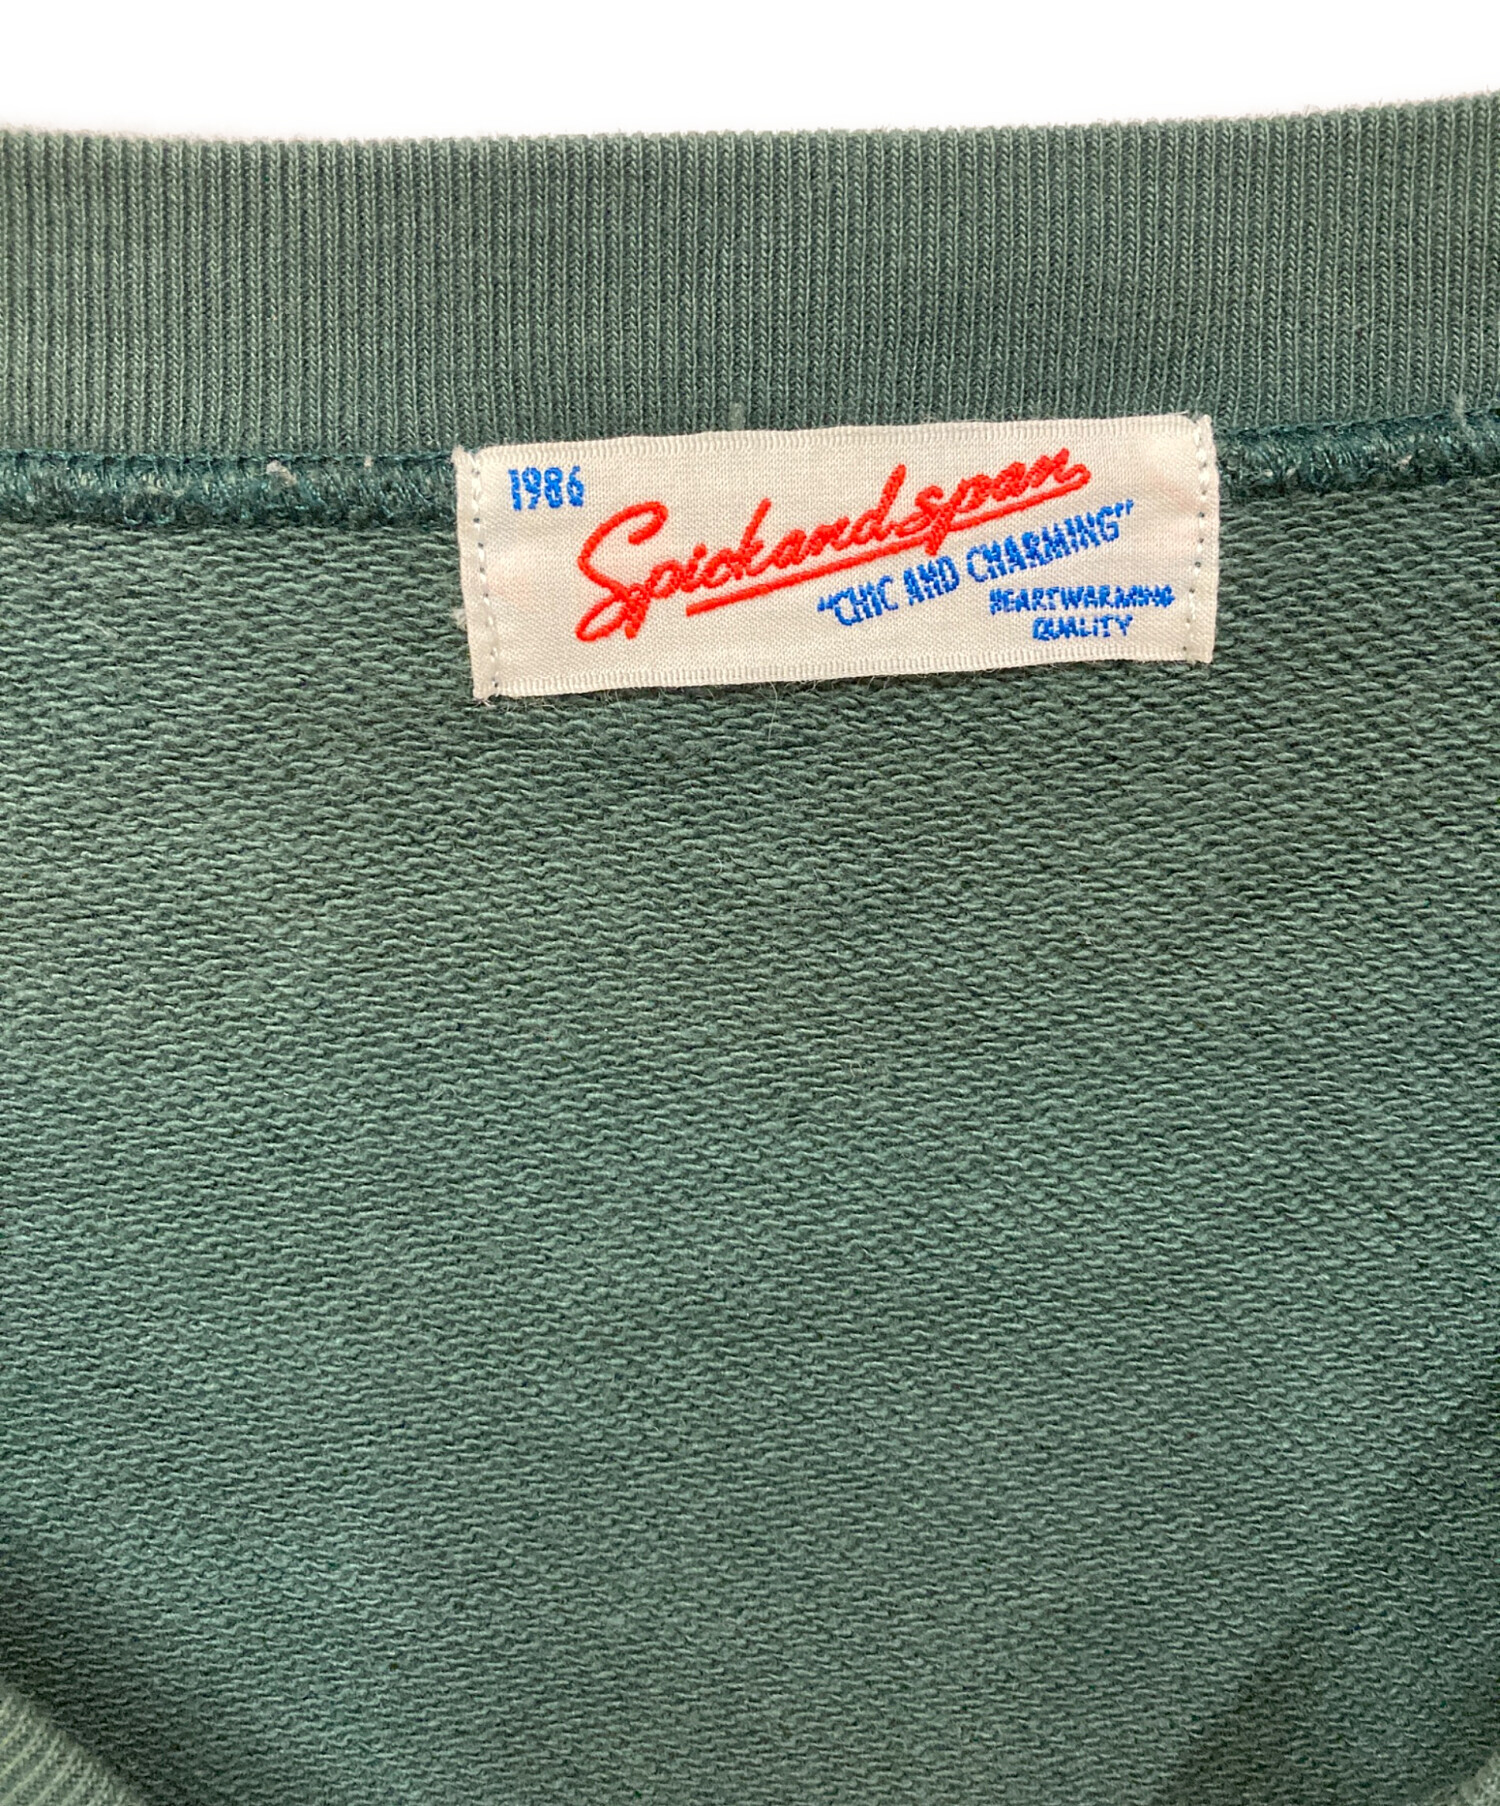 1986
Spickandspan
"CHIC AND CHARMING"
HEARTWARMING
QUALITY